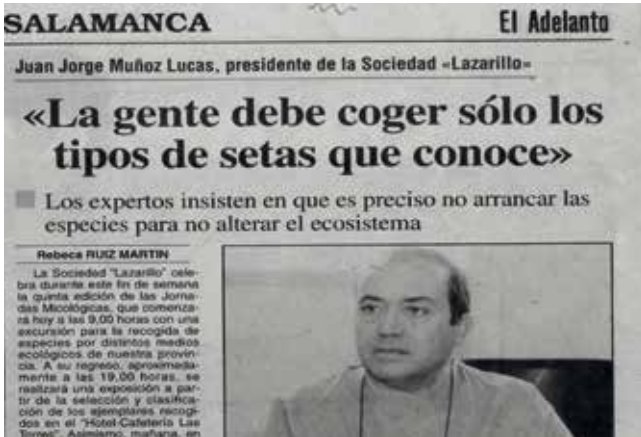 SALAMANCA
El Adelanto
Juan Jorge Muñoz Lucas, presidente de la Sociedad «Lazarillo»
«La gente debe coger sólo los
tipos de setas que conoce»
Los expertos insisten en que es preciso no arrancar las
especies para no alterar el ecosistema
Rebeca RUIZ MARTIN
La Sociedad "Lazarillo" cele-
bra durante este fin de semana
la quinta edición de las Jorna-
das Micológicas, que comenza-
rá hoy a las 9,00 horas con una
excursión para la recogida de
especies por distintos medios
ecológicos de nuestra provin-
cia. A su regreso, aproximada-
mente a las 19,00 horas, se
realizará una exposición a par-
tir de la selección y clasifica-
ción de los ejemplares recogi-
dos en el "Hotel-Cafetería Las
Torres". Asimismo, mañana, en